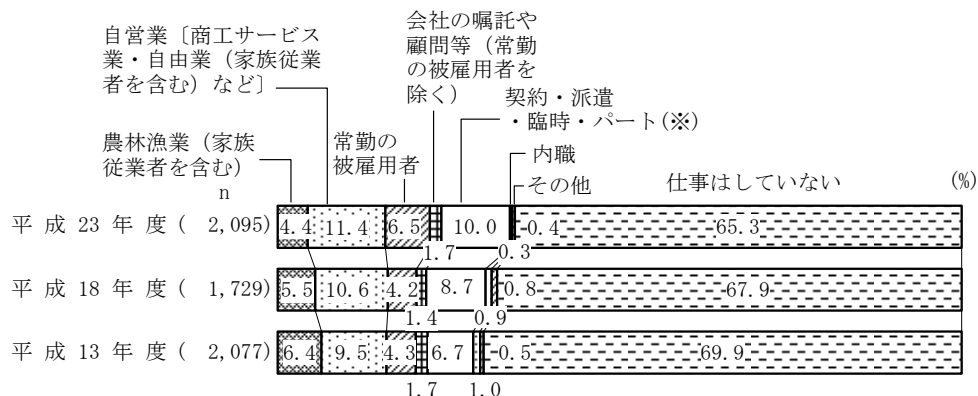 自営業〔商工サービス
業・自由業（家族従業
者を含む）など〕
会社の嘱託や
顧問等（常勤
の被雇用者を
除く）
契約・派遣
・臨時・パート(※)
農林漁業（家族
従業者を含む）
常勤の
被雇用者
内職
その他
仕事はしていない
(%)
n
平 成 23 年 度 ( 2,095) 4.4 11.4 6.5 10.0 0.4 65.3
1.7 0.3
平 成 18 年 度 ( 1,729) 5.5 10.6 4.2 8.7 0.8 67.9
1.4 0.9
平 成 13 年 度 ( 2,077) 6.4 9.5 4.3 6.7 0.5 69.9
1.7 1.0